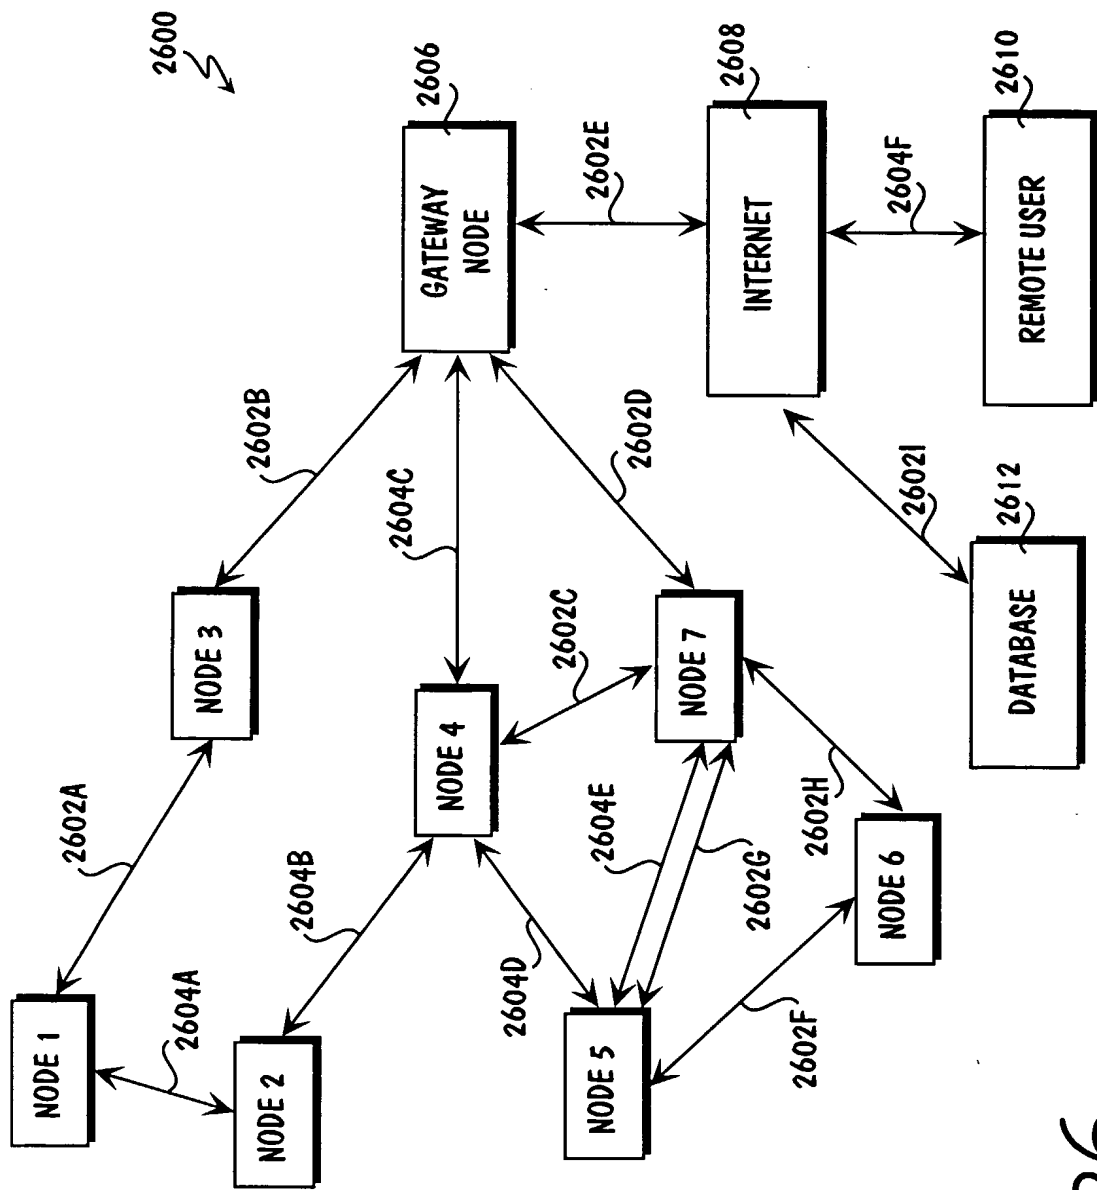 2600
NODE 1
2602A
NODE 3
2602B
GATEWAY
NODE
2606
2604A
NODE 2
2604B
NODE 4
2604C
2602E
2604D
2602C
2602D
INTERNET
2608
NODE 5
2604E
2602G
NODE 7
2604F
2602F
NODE 6
2602H
2602I
DATABASE
2612
REMOTE USER
2610